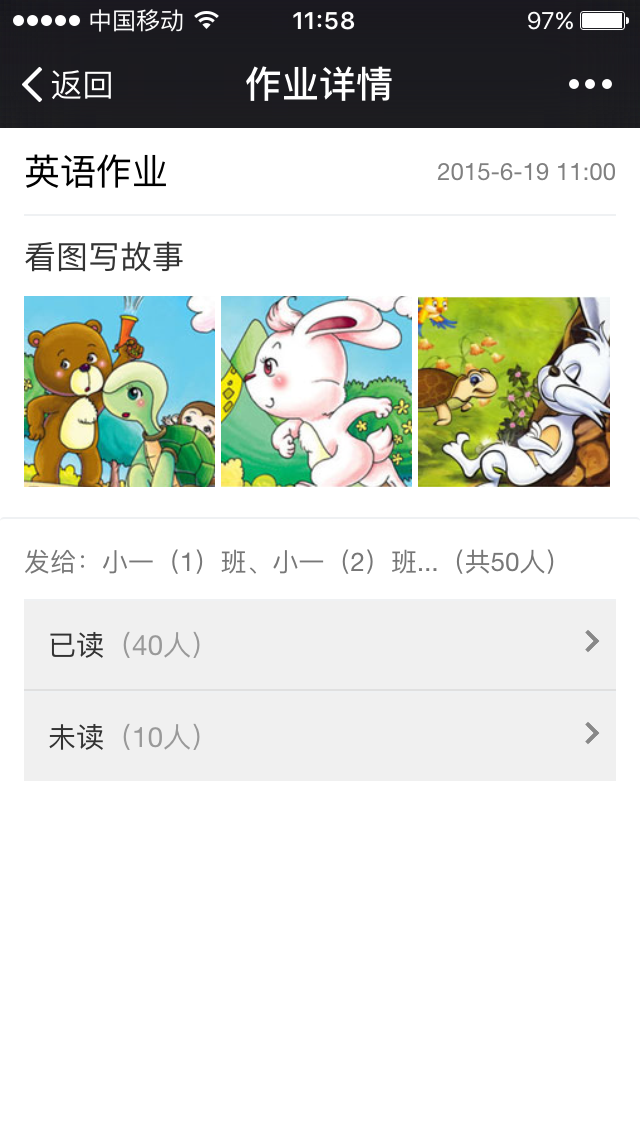 中国移动 11:58 97%
返回 作业详情
英语作业 2015-6-19 11:00
看图写故事
发给：小一（1）班、小一（2）班...（共50人）
已读（40人）
未读（10人）